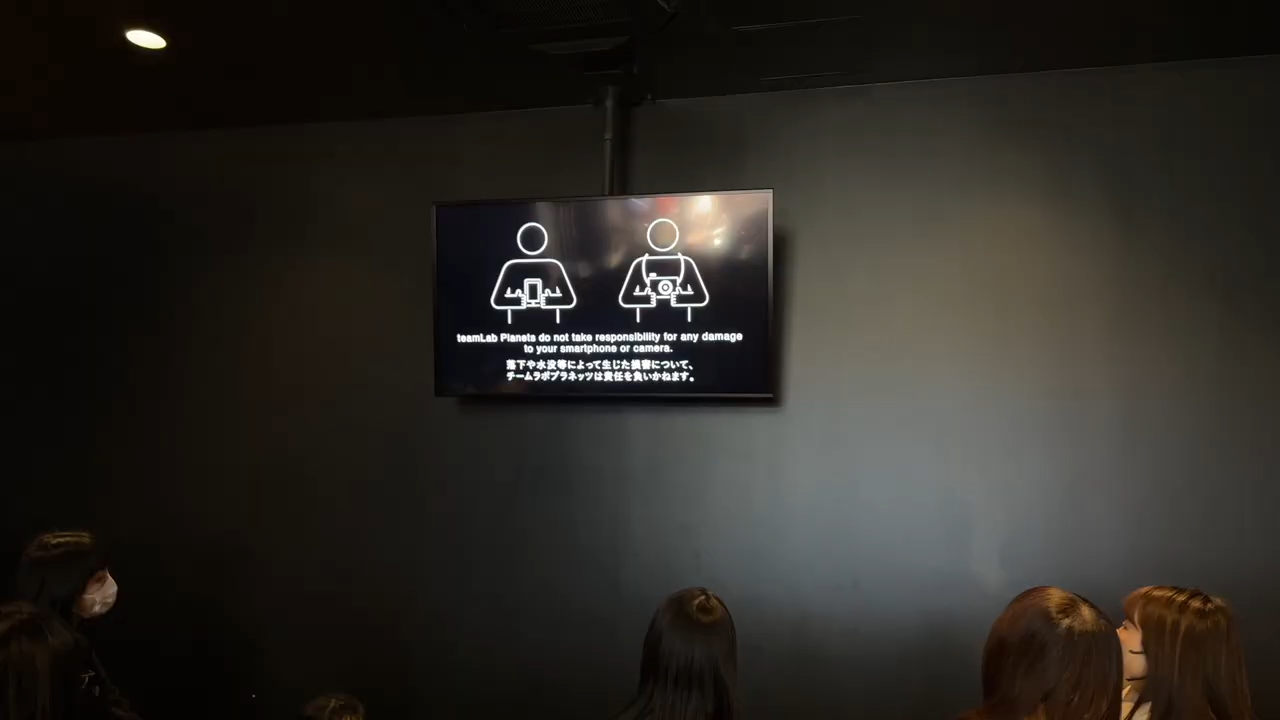 teamLab Planets do not take responsibility for any damage
to your smartphone or camera.
落下や水没等によって生じた損害について、
チームラボプラネッツは責任を負いかねます。